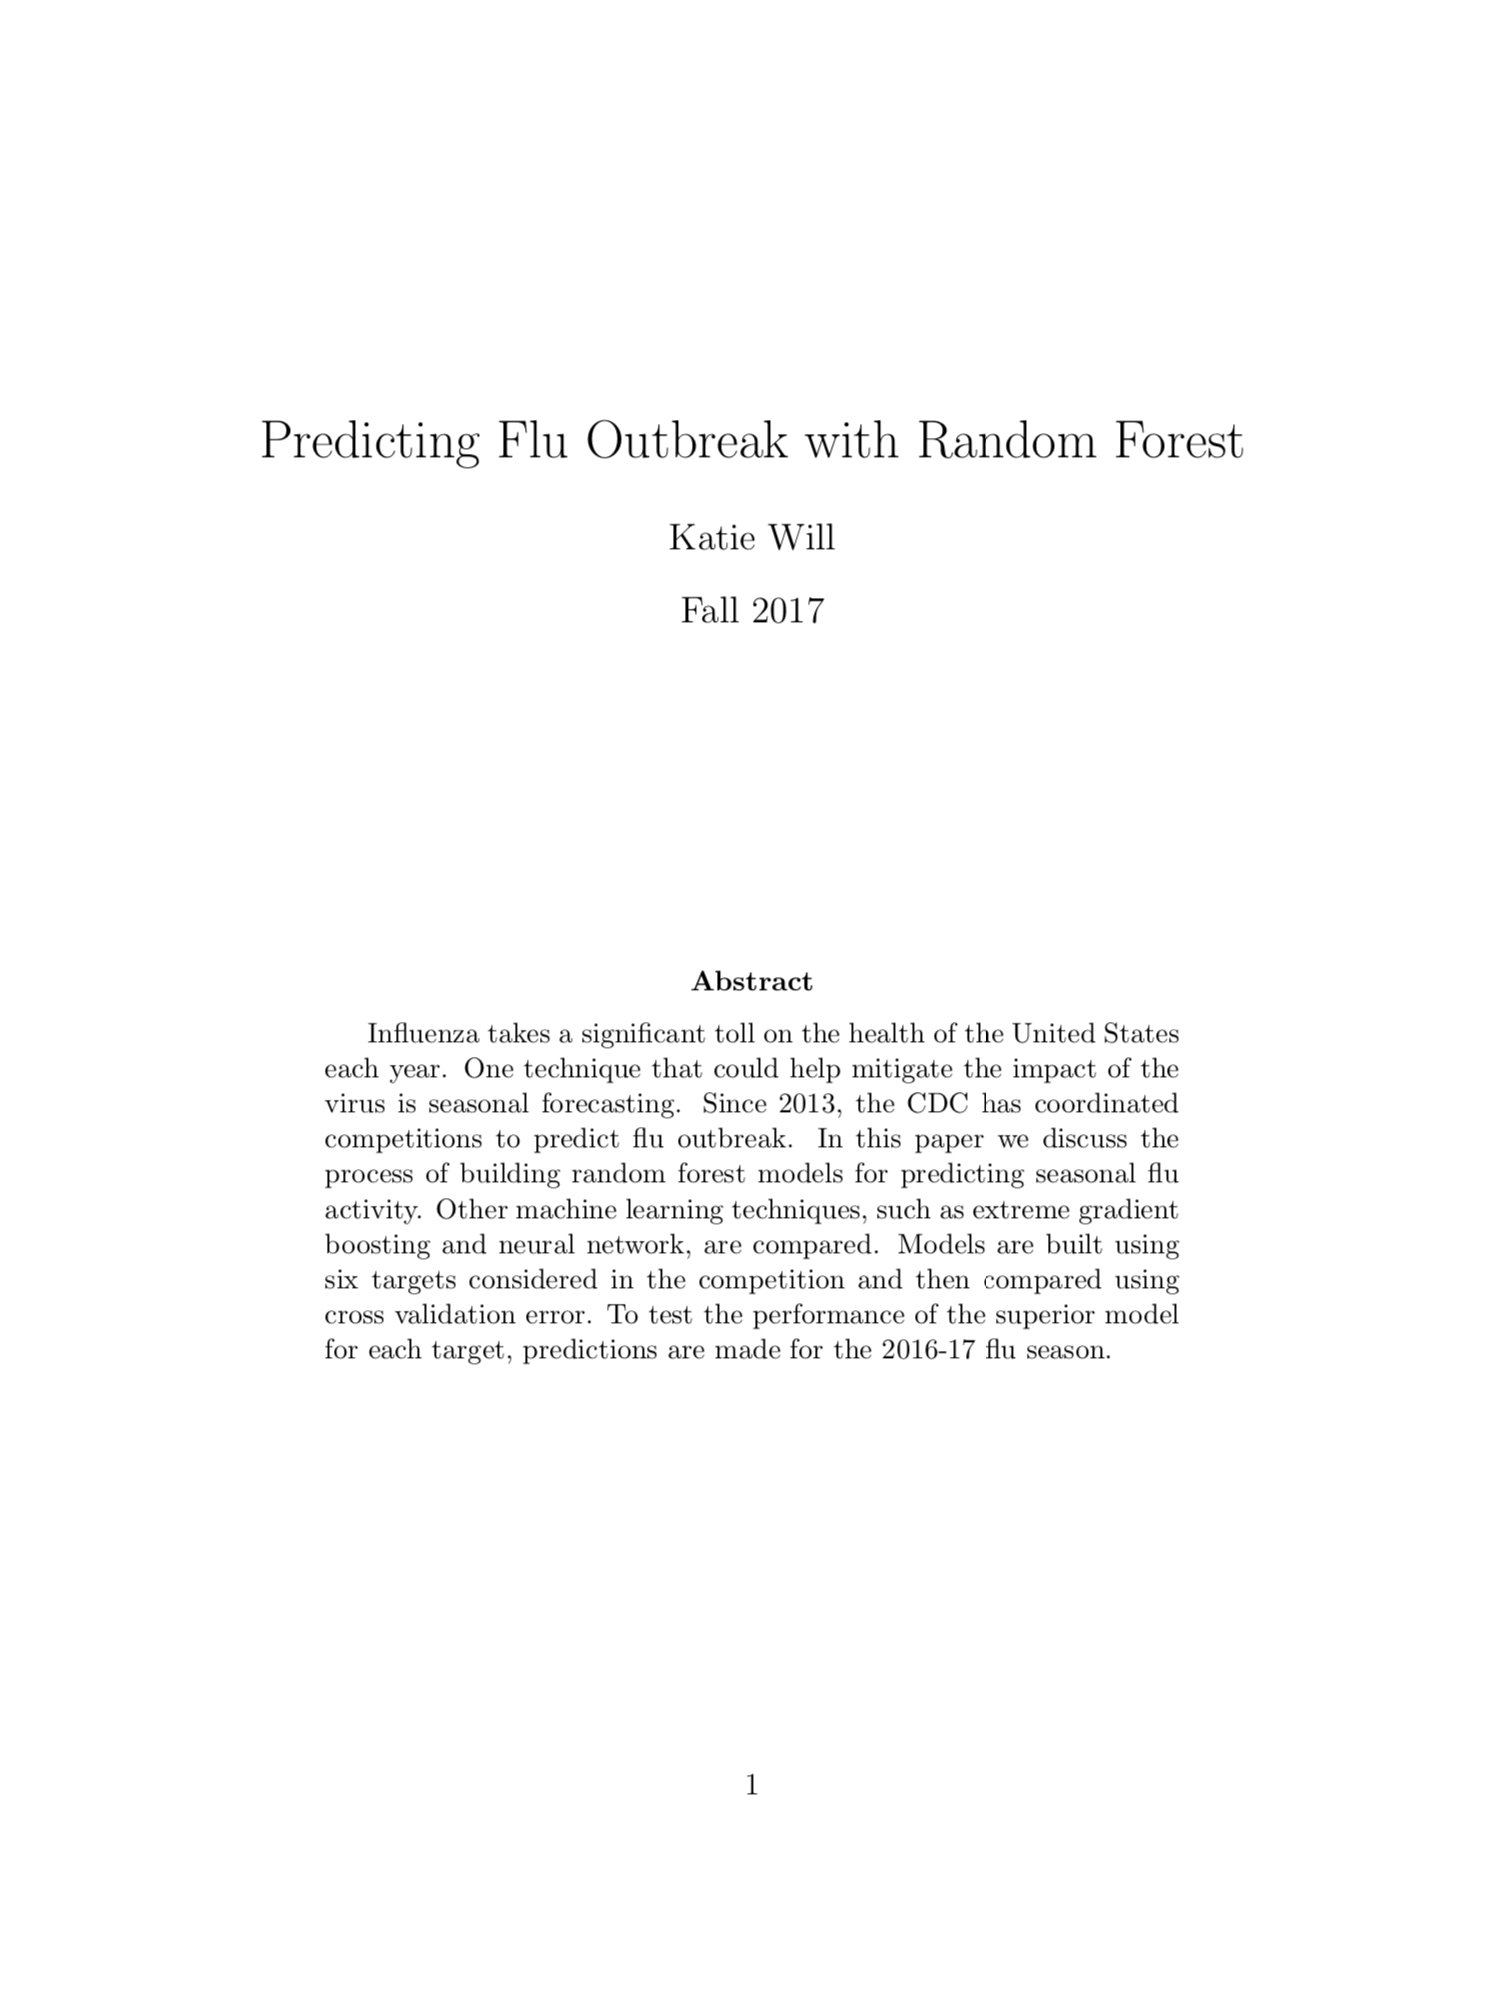 Predicting Flu Outbreak with Random Forest
Katie Will
Fall 2017
Abstract
Influenza takes a significant toll on the health of the United States
each year. One technique that could help mitigate the impact of the
virus is seasonal forecasting. Since 2013, the CDC has coordinated
competitions to predict flu outbreak. In this paper we discuss the
process of building random forest models for predicting seasonal flu
activity. Other machine learning techniques, such as extreme gradient
boosting and neural network, are compared. Models are built using
six targets considered in the competition and then compared using
cross validation error. To test the performance of the superior model
for each target, predictions are made for the 2016-17 flu season.
1